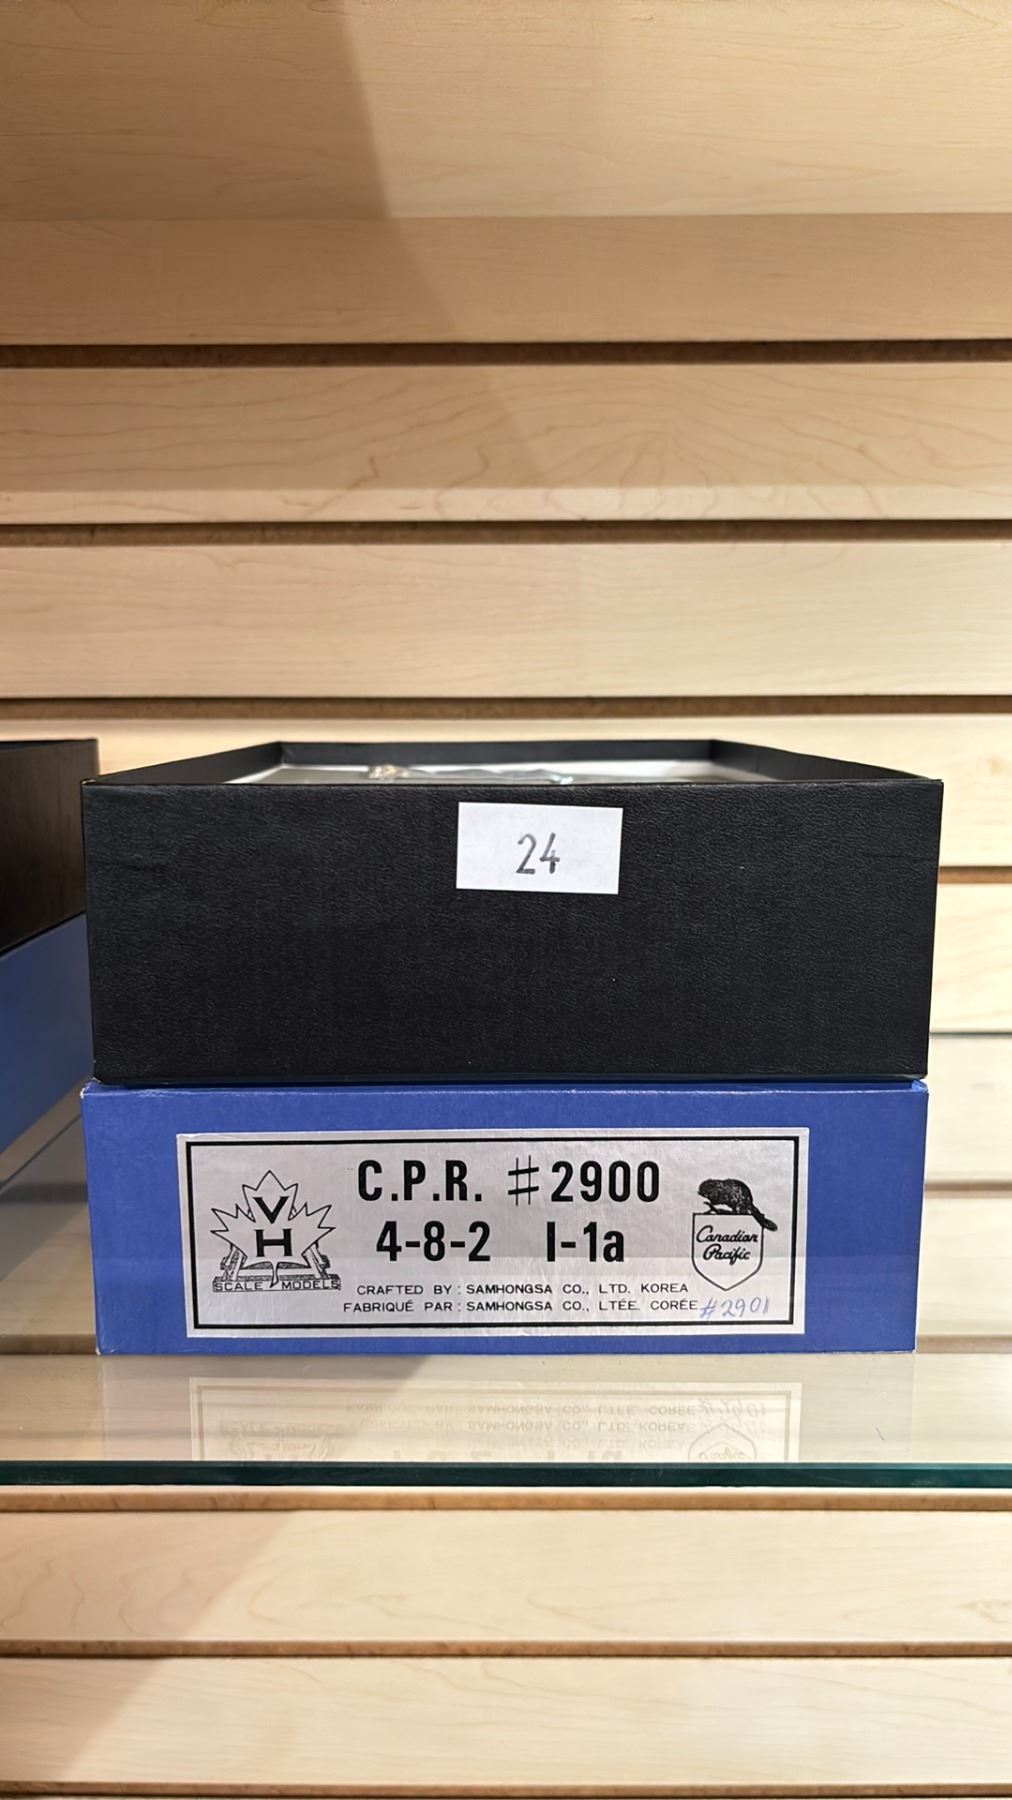 24
C.P.R. #2900
4-8-2 I-1a
VH
SCALE MODELS
Canadian
Pacific
CRAFTED BY : SAMHONGSA CO., LTD. KOREA
FABRIQUÉ PAR : SAMHONGSA CO., LTÉE. CORÉE
#2901